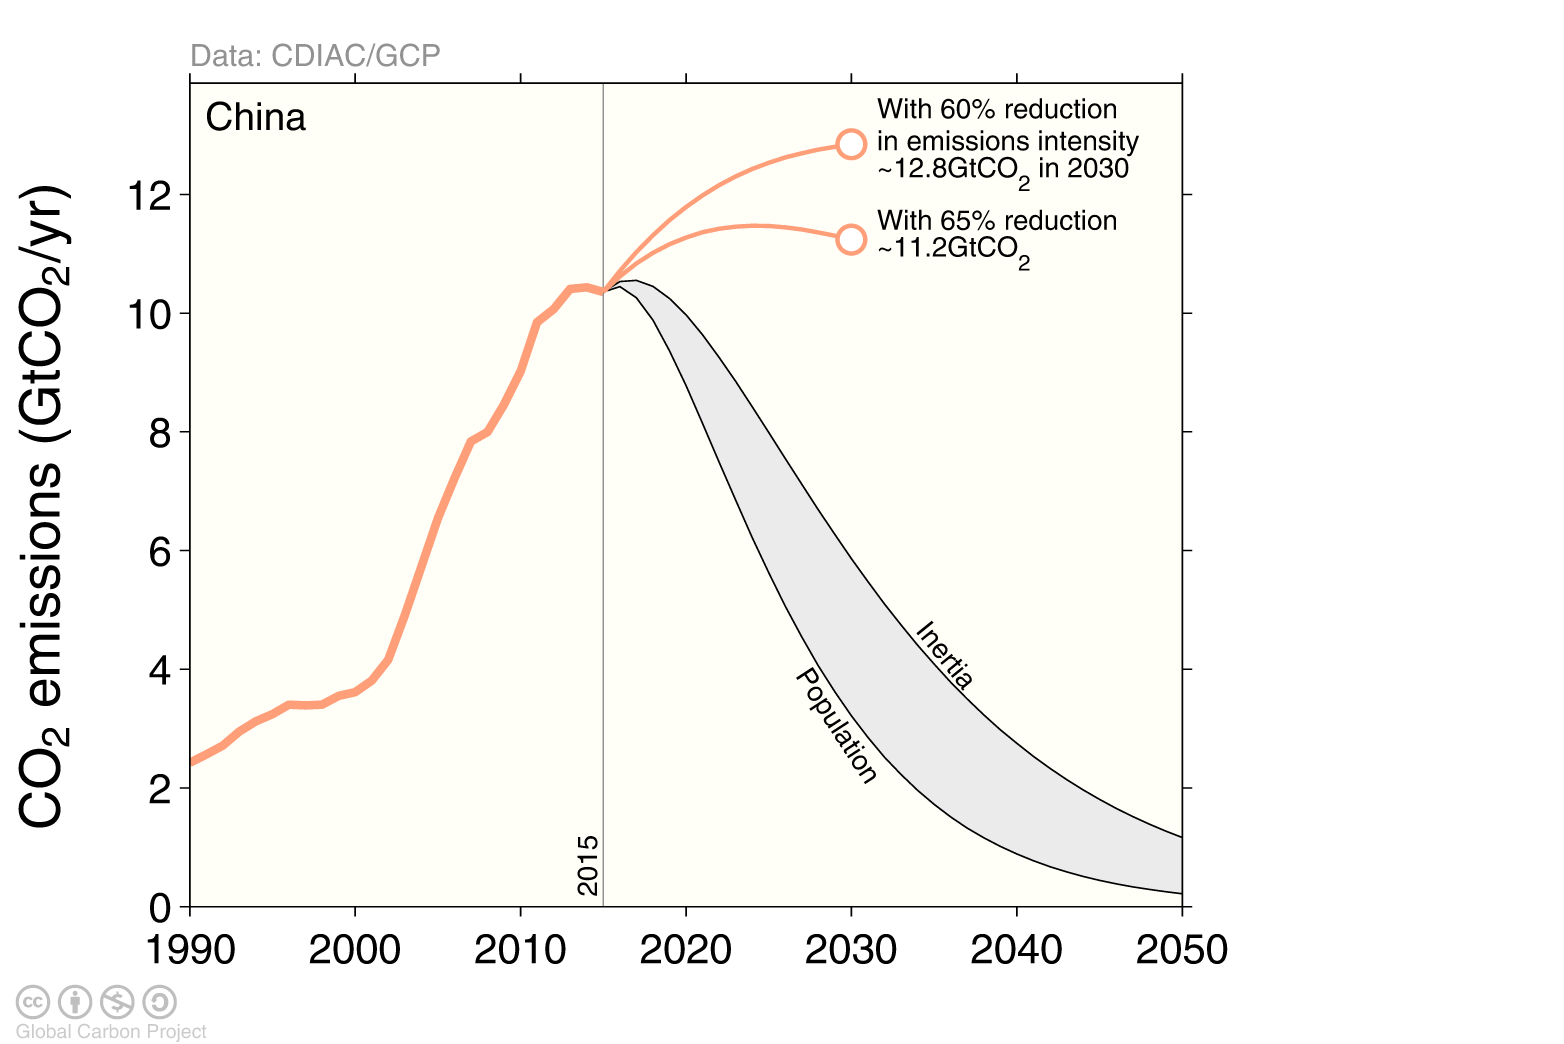 Data: CDIAC/GCP
China
With 60% reduction
in emissions intensity
~12.8GtCO2 in 2030
With 65% reduction
~11.2GtCO2
CO2 emissions (GtCO2/yr)
12
10
8
6
4
2
0
Inertia
Population
2015
1990 2000 2010 2020 2030 2040 2050
cc
Global Carbon Project